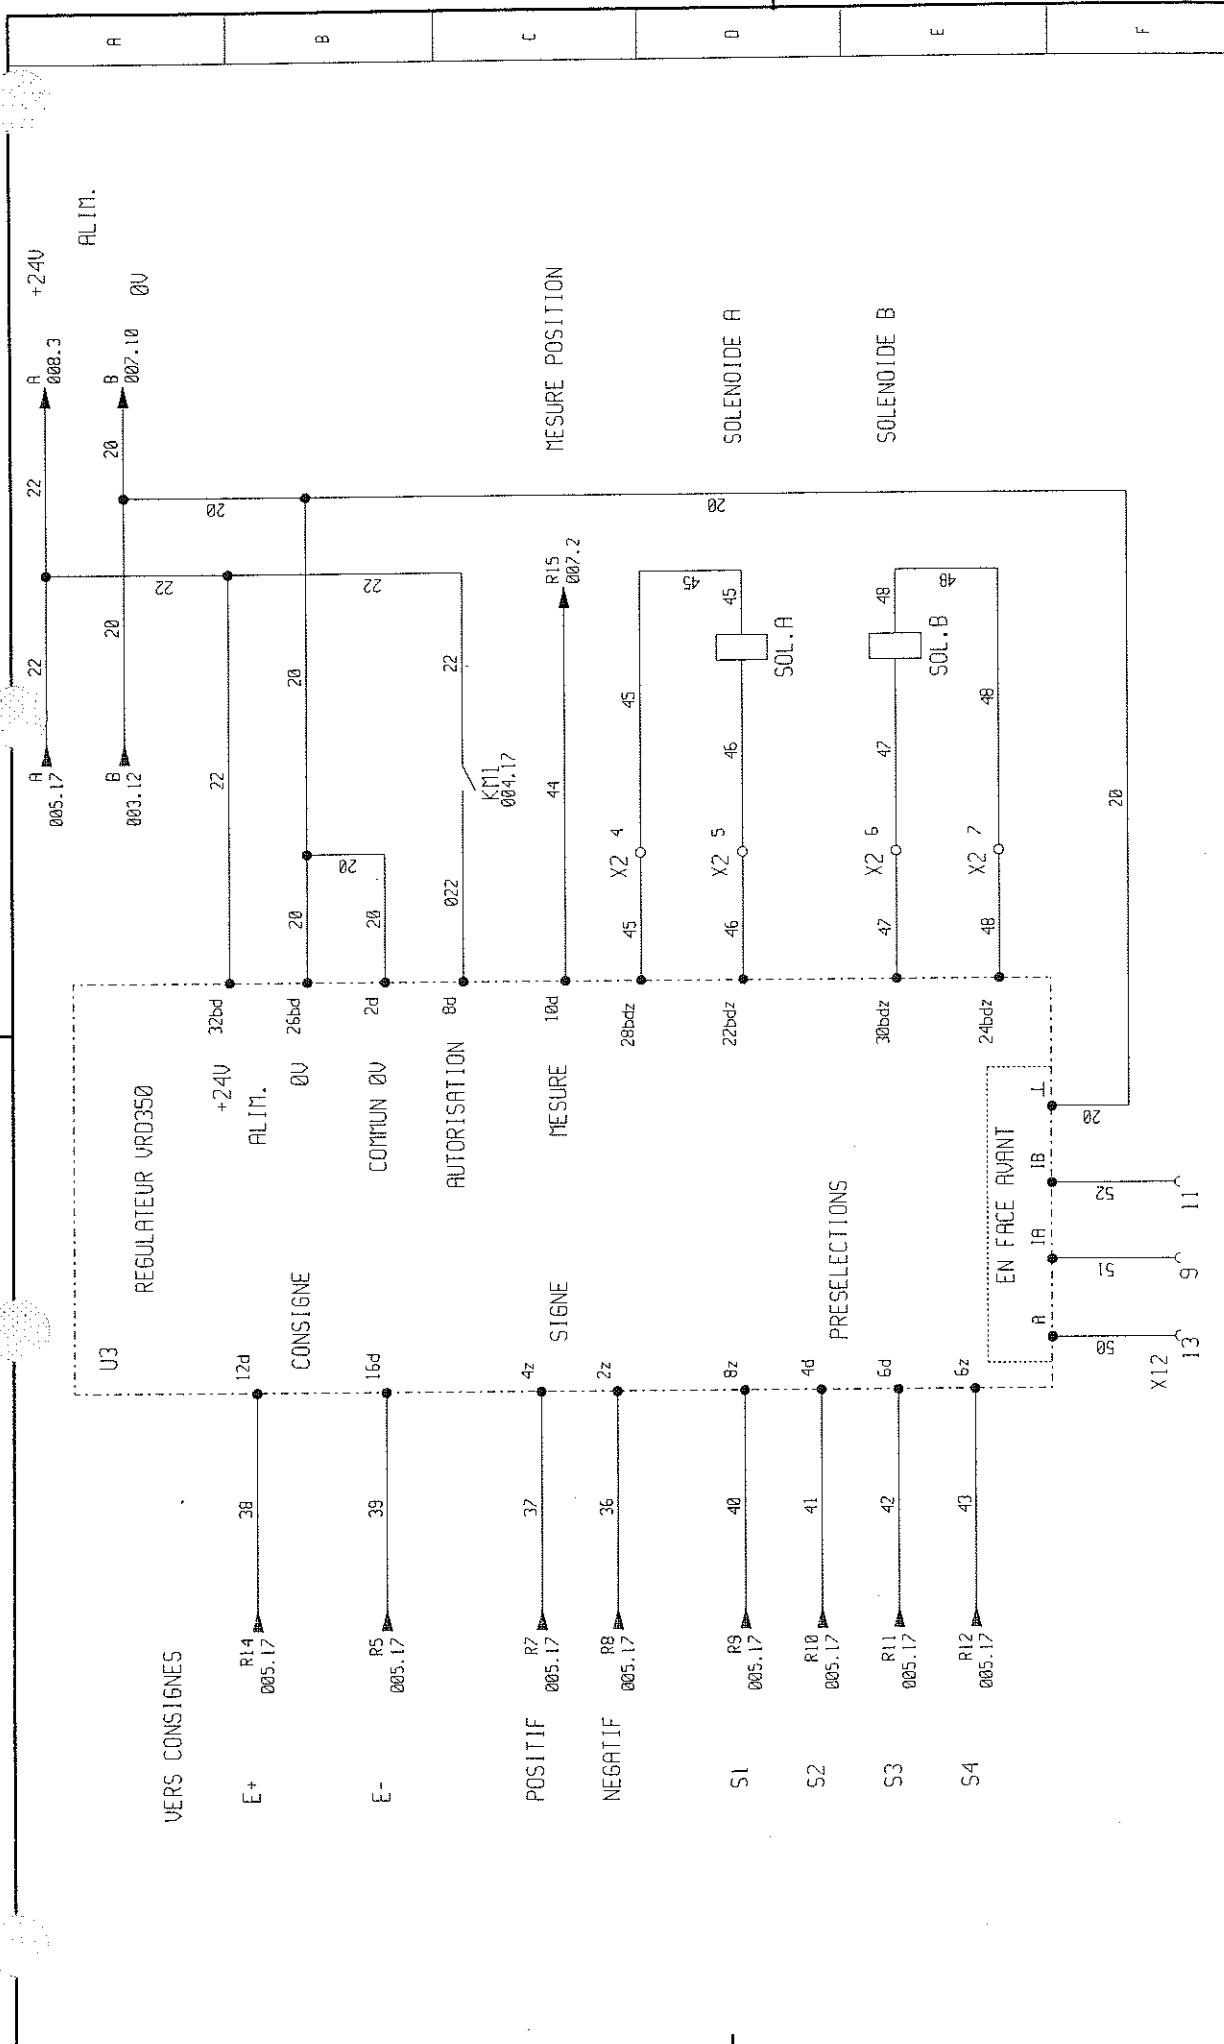 A
B
C
D
E
F
+24V
ALIM.
0V
A
008.3
B
007.10
22
20
22
20
A
005.17
B
003.12
22
20
22
20
22
20
20
20
20
22
022
KM1
004.17
44
R15
007.2
MESURE POSITION
45
45
45
45
X2 4
46
46
X2 5
SOL.A
SOLENOIDE A
47
47
X2 6
48
48
SOL.B
SOLENOIDE B
48
48
X2 7
20
20
20
U3
REGULATEUR VRD350
+24V
32bd
ALIM.
0V
26bd
COMMUN 0V
2d
AUTORISATION
8d
MESURE
10d
28bdz
22bdz
30bdz
24bdz
12d
CONSIGNE
16d
4z
SIGNE
2z
8z
4d
PRESELECTIONS
6d
6z
EN FACE AVANT
A
IA
IB
50
51
52
X12
13
9
11
VERS CONSIGNES
E+
R14
005.17
38
E-
R5
005.17
39
POSITIF
R7
005.17
37
NEGATIF
R8
005.17
36
S1
R9
005.17
40
S2
R10
005.17
41
S3
R11
005.17
42
S4
R12
005.17
43